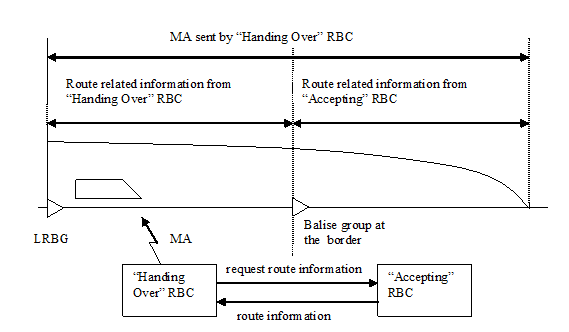 MA sent by “Handing Over” RBC
Route related information from
“Handing Over” RBC
Route related information from
“Accepting” RBC
LRBG
MA
Balise group at
the border
“Handing
Over” RBC
request route information
“Accepting”
RBC
route information